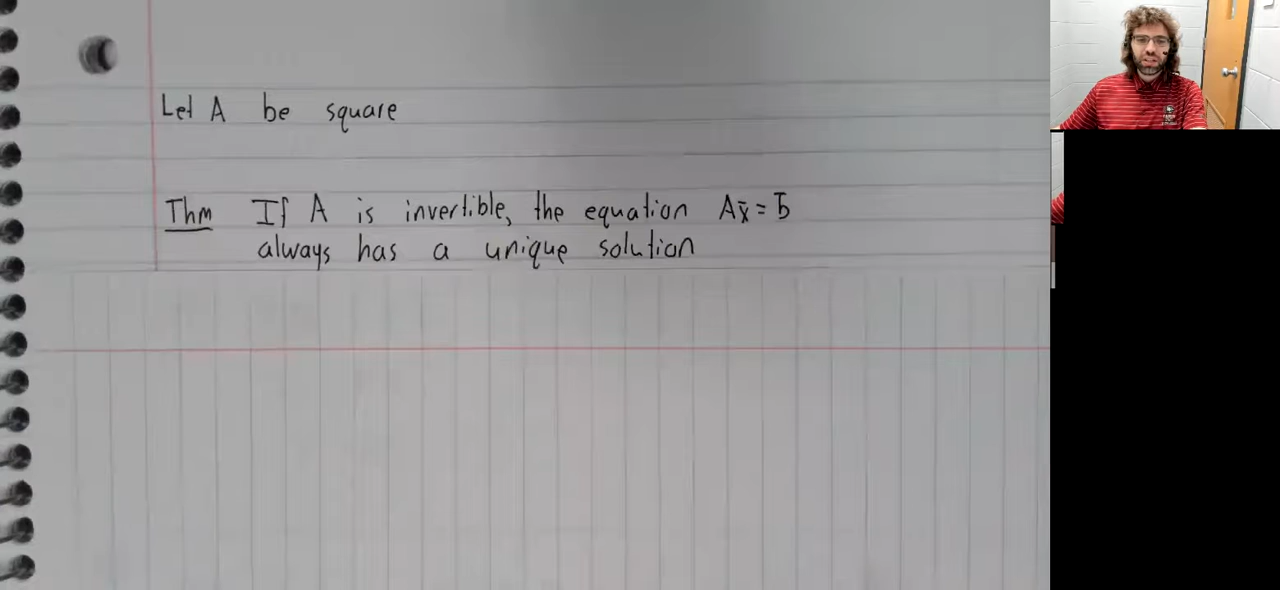 Let A be square
Thm If A is invertible, the equation Ax̄ = b̄
always has a unique solution